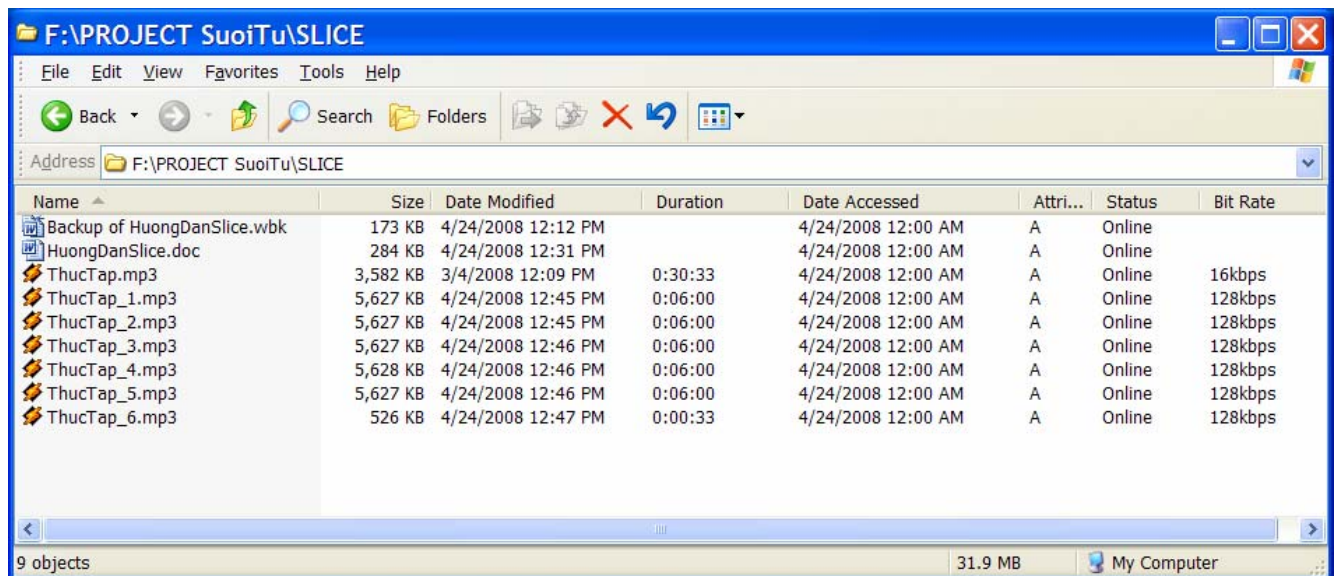 F:\PROJECT SuoiTu\SLICE
File Edit View Favorites Tools Help
Back Search Folders
Address F:\PROJECT SuoiTu\SLICE
Name Size Date Modified Duration Date Accessed Attri... Status Bit Rate
Backup of HuongDanSlice.wbk 173 KB 4/24/2008 12:12 PM 4/24/2008 12:00 AM A Online
HuongDanSlice.doc 284 KB 4/24/2008 12:31 PM 4/24/2008 12:00 AM A Online
ThucTap.mp3 3,582 KB 3/4/2008 12:09 PM 0:30:33 4/24/2008 12:00 AM A Online 16kbps
ThucTap_1.mp3 5,627 KB 4/24/2008 12:45 PM 0:06:00 4/24/2008 12:00 AM A Online 128kbps
ThucTap_2.mp3 5,627 KB 4/24/2008 12:45 PM 0:06:00 4/24/2008 12:00 AM A Online 128kbps
ThucTap_3.mp3 5,627 KB 4/24/2008 12:46 PM 0:06:00 4/24/2008 12:00 AM A Online 128kbps
ThucTap_4.mp3 5,628 KB 4/24/2008 12:46 PM 0:06:00 4/24/2008 12:00 AM A Online 128kbps
ThucTap_5.mp3 5,627 KB 4/24/2008 12:46 PM 0:06:00 4/24/2008 12:00 AM A Online 128kbps
ThucTap_6.mp3 526 KB 4/24/2008 12:47 PM 0:00:33 4/24/2008 12:00 AM A Online 128kbps
9 objects 31.9 MB My Computer